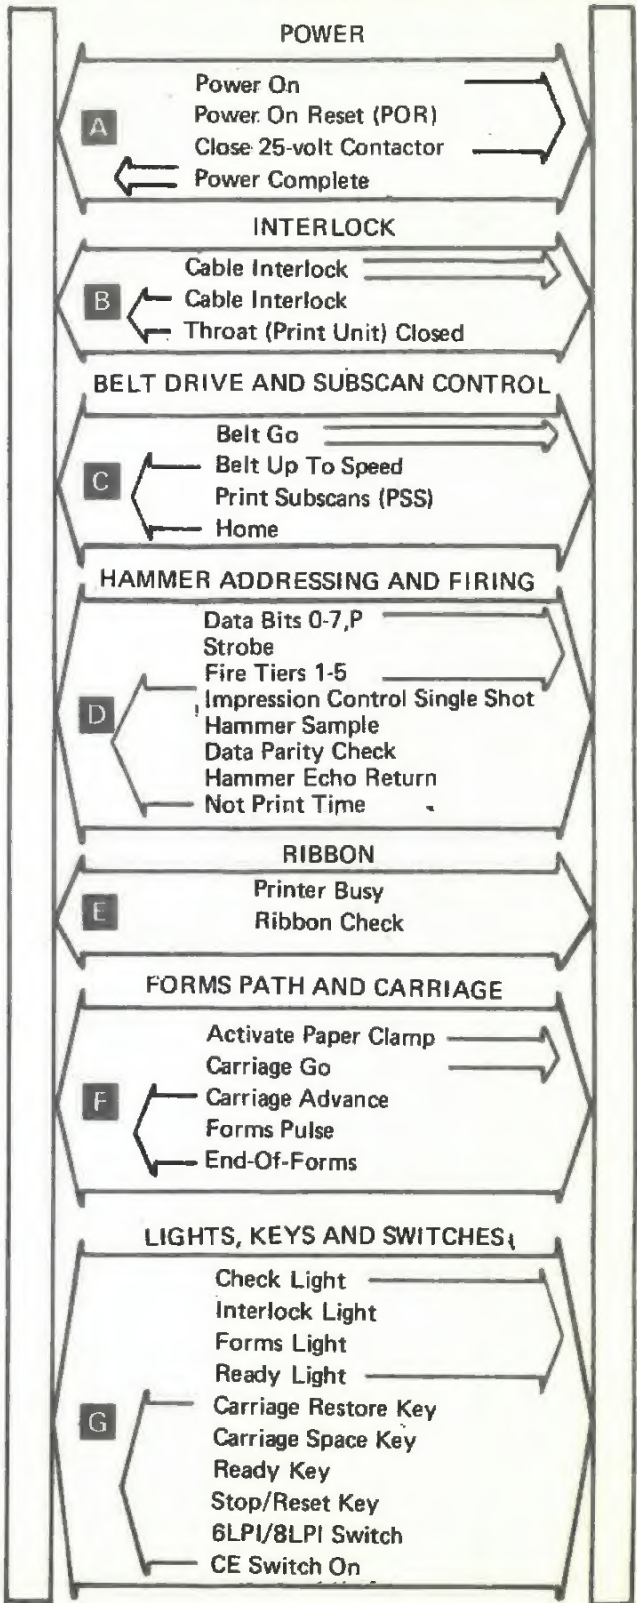 POWER
A
Power On
Power On Reset (POR)
Close 25-volt Contactor
Power Complete
INTERLOCK
B
Cable Interlock
Cable Interlock
Throat (Print Unit) Closed
BELT DRIVE AND SUBSCAN CONTROL
C
Belt Go
Belt Up To Speed
Print Subscans (PSS)
Home
HAMMER ADDRESSING AND FIRING
D
Data Bits 0-7,P
Strobe
Fire Tiers 1-5
Impression Control Single Shot
Hammer Sample
Data Parity Check
Hammer Echo Return
Not Print Time
RIBBON
E
Printer Busy
Ribbon Check
FORMS PATH AND CARRIAGE
F
Activate Paper Clamp
Carriage Go
Carriage Advance
Forms Pulse
End-Of-Forms
LIGHTS, KEYS AND SWITCHES
G
Check Light
Interlock Light
Forms Light
Ready Light
Carriage Restore Key
Carriage Space Key
Ready Key
Stop/Reset Key
6LPI/8LPI Switch
CE Switch On